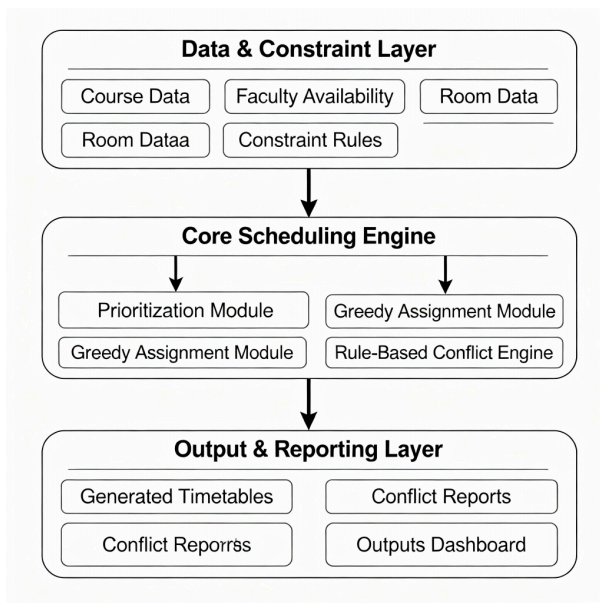 Data & Constraint Layer
Course Data
Faculty Availability
Room Data
Room Dataa
Constraint Rules
Core Scheduling Engine
Prioritization Module
Greedy Assignment Module
Greedy Assignment Module
Rule-Based Conflict Engine
Output & Reporting Layer
Generated Timetables
Conflict Reports
Conflict
Outputs Dashboard